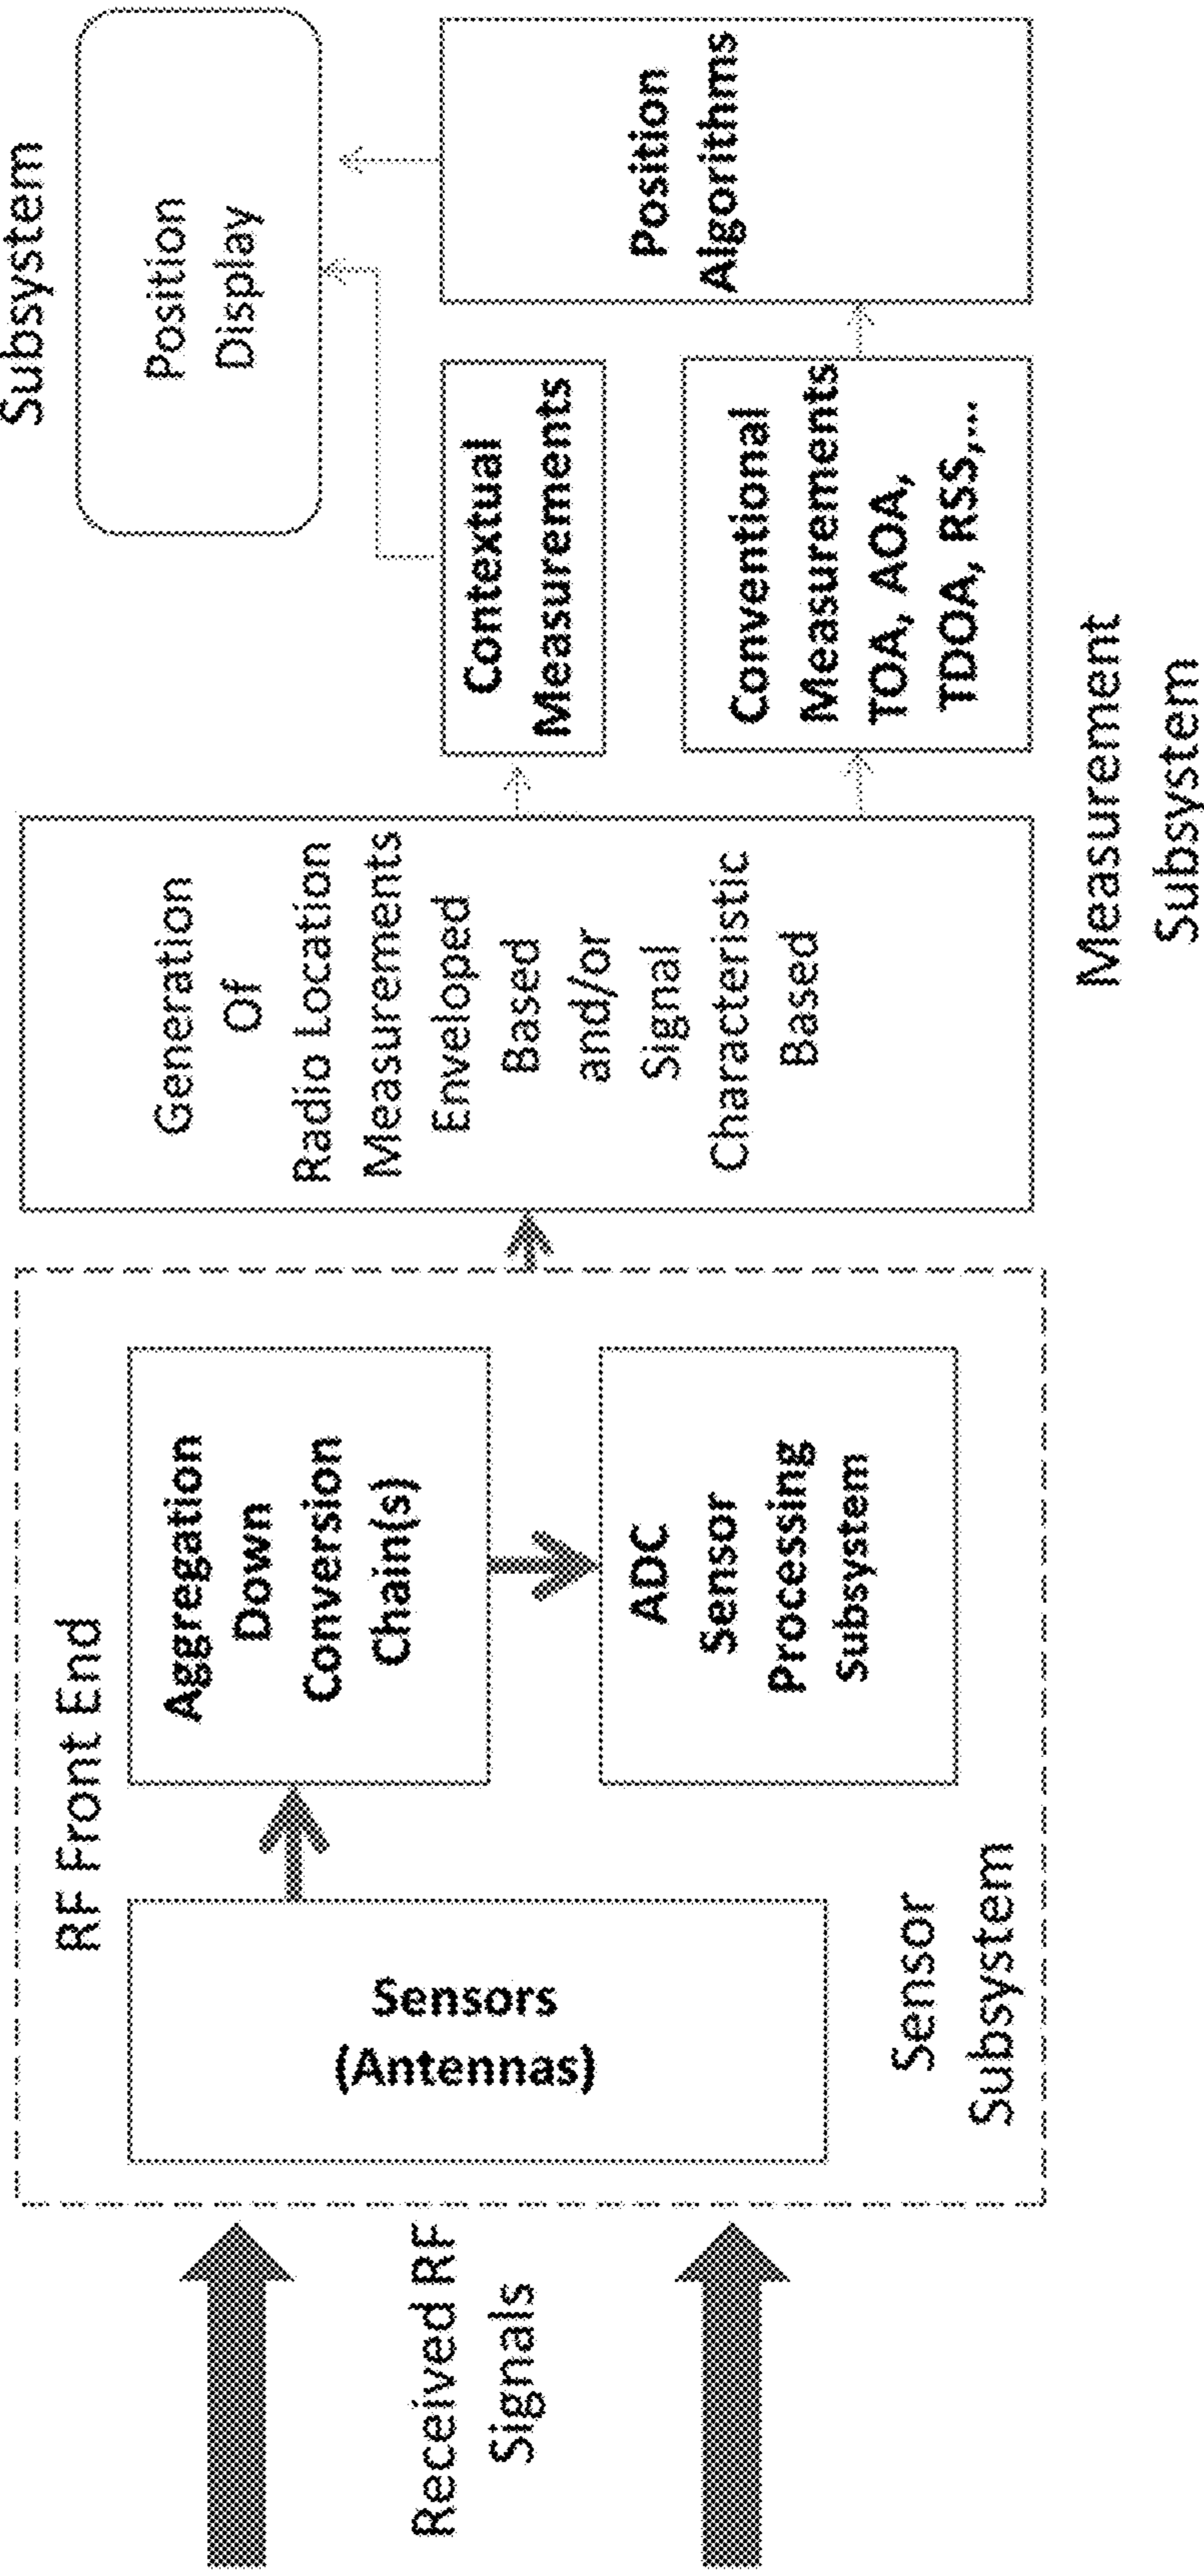 Received RF
Signals
RF Front End
Sensors
(Antennas)
Aggregation
Down
Conversion
Chain(s)
ADC
Sensor
Processing
Subsystem
Sensor
Subsystem
Generation
Of
Radio Location
Measurements
Enveloped
Based
and/or
Signal
Characteristic
Based
Contextual
Measurements
Conventional
Measurements
TOA, AOA,
TDOA, RSS,...
Measurement
Subsystem
Subsystem
Position
Display
Position
Algorithms